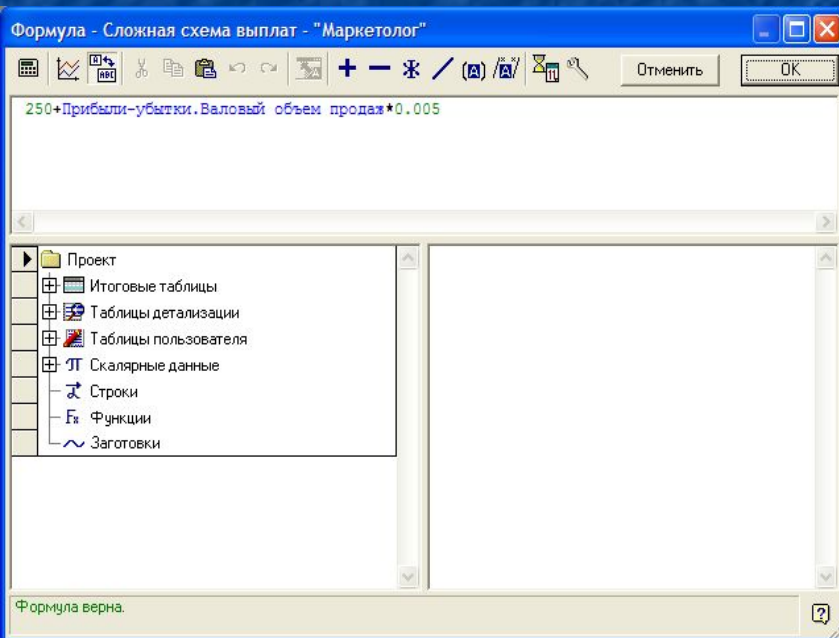 Формула - Сложная схема выплат - "Маркетолог"
Отменить
OK
250+Прибыли-убытки.Валовый объем продаж*0.005
Проект
Итоговые таблицы
Таблицы детализации
Таблицы пользователя
Скалярные данные
Строки
Функции
Заготовки
Формула верна.